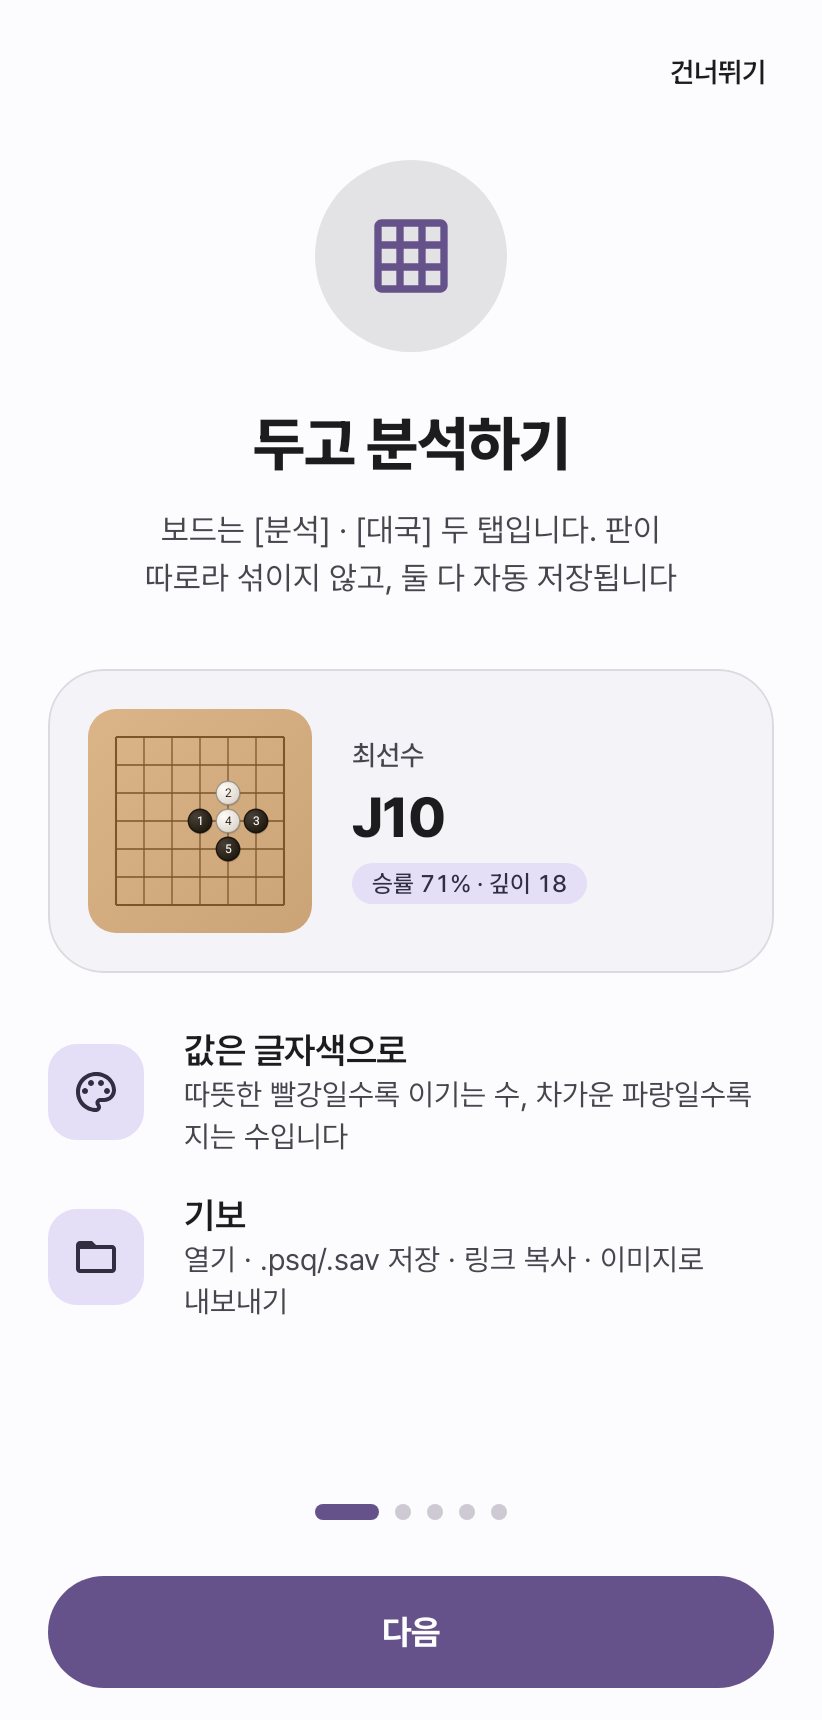 건너뛰기
두고 분석하기
보드는 [분석] · [대국] 두 탭입니다. 판이
따로라 섞이지 않고, 둘 다 자동 저장됩니다
최선수
J10
승률 71% · 깊이 18
2
1 4 3
5
값은 글자색으로
따뜻한 빨강일수록 이기는 수, 차가운 파랑일수록
지는 수입니다
기보
열기 · .psq/.sav 저장 · 링크 복사 · 이미지로
내보내기
다음